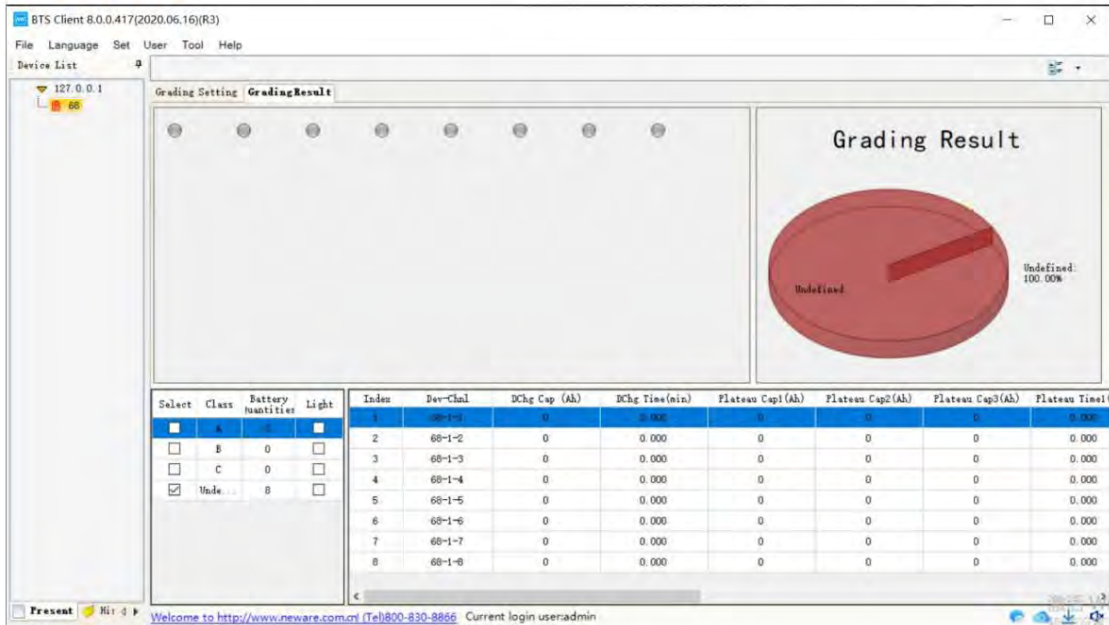 BTS Client 8.0.0.417(2020.06.16)(R3)
File Language Set User Tool Help
Device List
127.0.0.1
68
Grading Setting GradingResult
Grading Result
Undefined
Undefined:
100.00%
Select Class Battery Quantities Light
A 0
B 0
C 0
Unde... 8
Index Dev-Chnl DChg Cap (Ah) DChg Time(min) Plateau Cap1(Ah) Plateau Cap2(Ah) Plateau Cap3(Ah) Plateau Time1(
1 68-1-1 0 0.000 0 0 0 0.000
2 68-1-2 0 0.000 0 0 0 0.000
3 68-1-3 0 0.000 0 0 0 0.000
4 68-1-4 0 0.000 0 0 0 0.000
5 68-1-5 0 0.000 0 0 0 0.000
6 68-1-6 0 0.000 0 0 0 0.000
7 68-1-7 0 0.000 0 0 0 0.000
8 68-1-8 0 0.000 0 0 0 0.000
Present
Welcome to http://www.neware.com.cn (Tel)800-830-8866 Current login user:admin